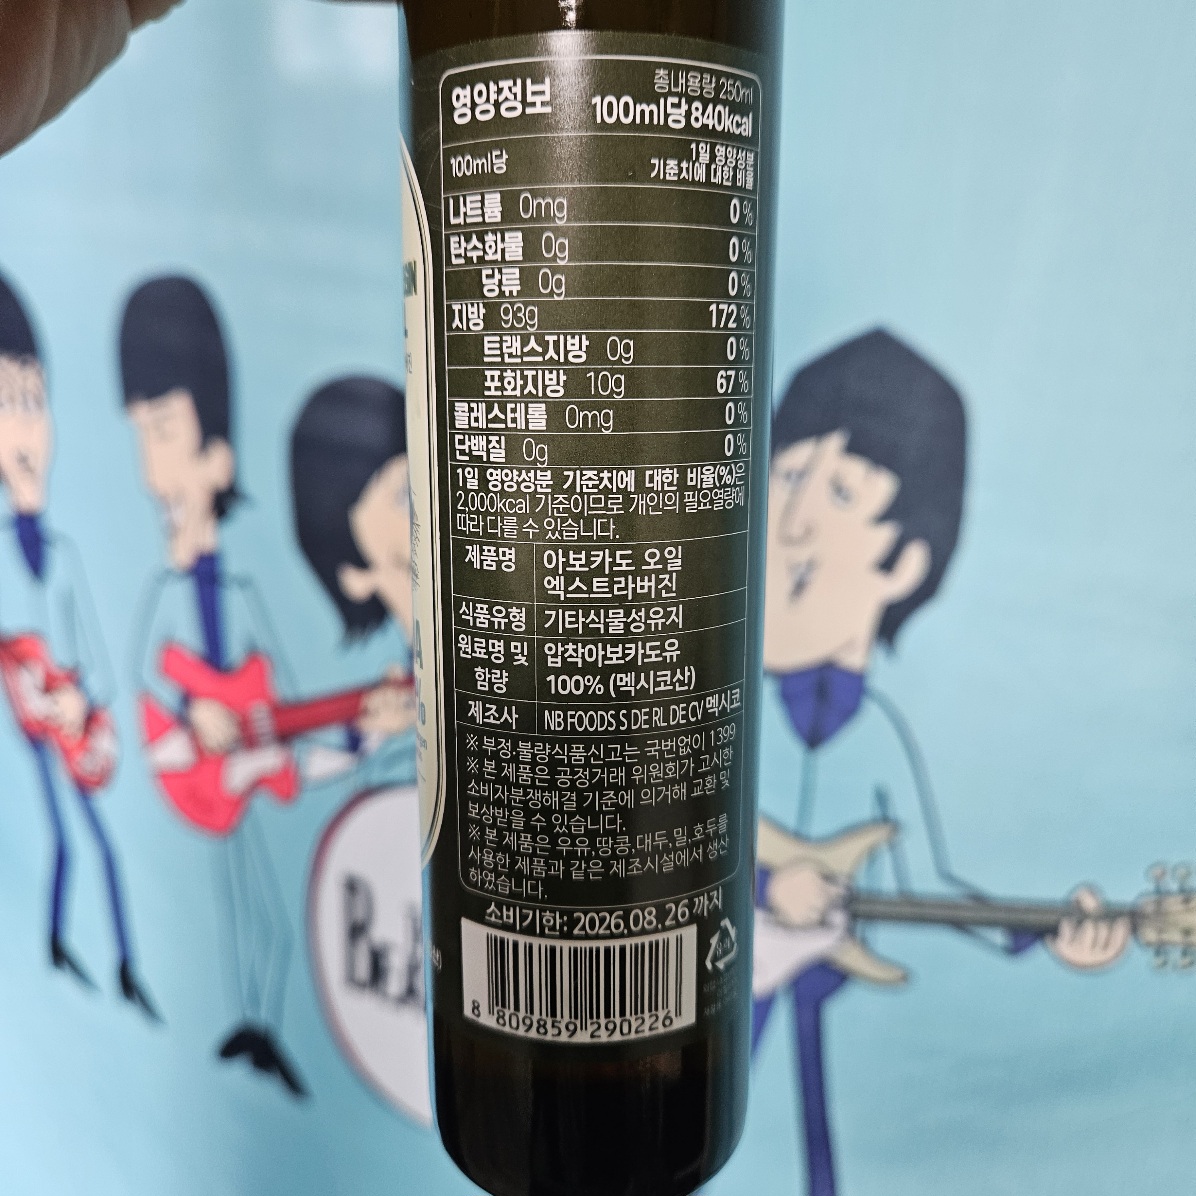 영양정보
총내용량 250ml
100ml당 840kcal
100ml당
1일 영양성분
기준치에 대한 비율
나트륨 0mg 0%
탄수화물 0g 0%
당류 0g 0%
지방 93g 172%
트랜스지방 0g 0%
포화지방 10g 67%
콜레스테롤 0mg 0%
단백질 0g 0%
1일 영양성분 기준치에 대한 비율(%)은
2,000kcal 기준이므로 개인의 필요열량에
따라 다를 수 있습니다.
제품명 아보카도 오일
엑스트라버진
식품유형 기타식물성유지
원료명 및 압착아보카도유
함량 100% (멕시코산)
제조사 NB FOODS S DE RL DE CV 멕시코
※ 부정.불량식품신고는 국번없이 1399
※ 본 제품은 공정거래 위원회가 고시한
소비자분쟁해결 기준에 의거해 교환 및
보상받을 수 있습니다.
※ 본 제품은 우유,땅콩,대두,밀,호두를
사용한 제품과 같은 제조시설에서 생산
하였습니다.
소비기한: 2026.08.26 까지
8 809859 290226